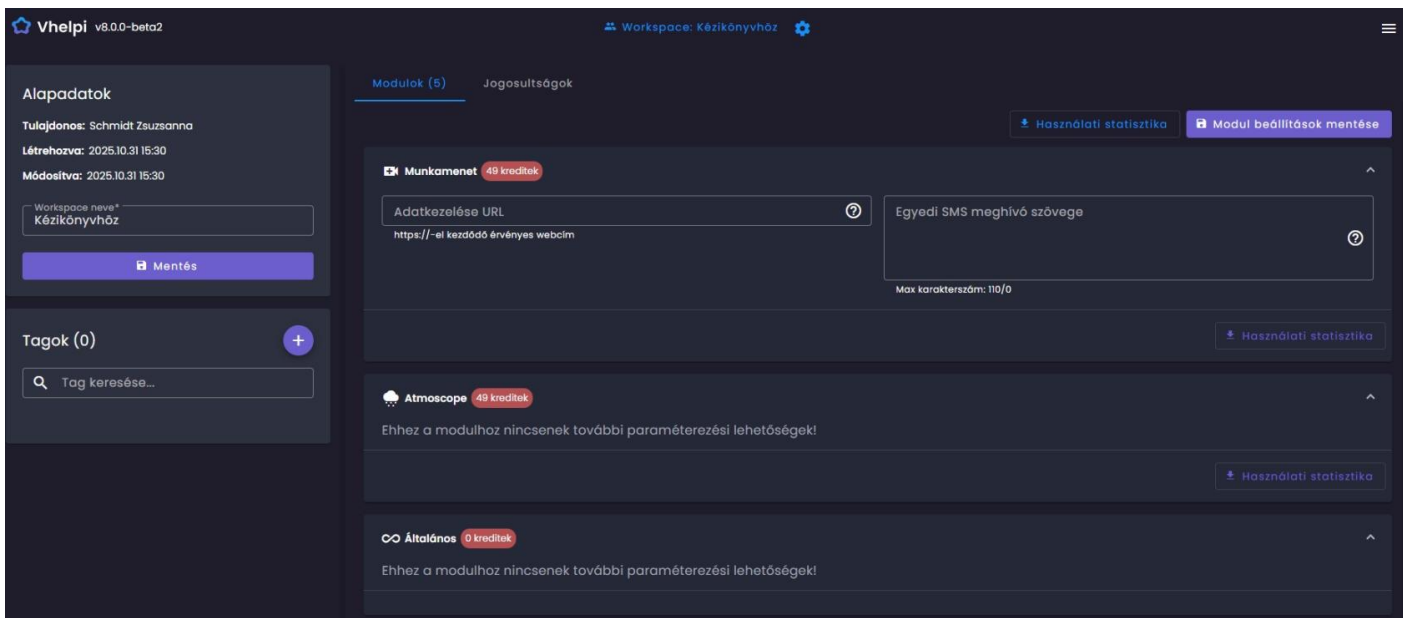 Vhelpi v8.0.0-beta2
Workspace: Kézikönyvhöz
Alapadatok
Tulajdonos: Schmidt Zsuzsanna
Létrehozva: 2025.10.31 15:30
Módosítva: 2025.10.31 15:30
Workspace neve*
Kézikönyvhöz
Mentés
Tagok (0)
+
Tag keresése...
Modulok (5)
Jogosultságok
Használati statisztika
Modul beállítások mentése
Munkamenet 49 kreditek
Adatkezelése URL
https://-el kezdődő érvényes webcím
Egyedi SMS meghívó szövege
Max karakterszám: 110/0
Használati statisztika
Atmoscope 49 kreditek
Ehhez a modulhoz nincsenek további paraméterezési lehetőségek!
Használati statisztika
Általános 0 kreditek
Ehhez a modulhoz nincsenek további paraméterezési lehetőségek!